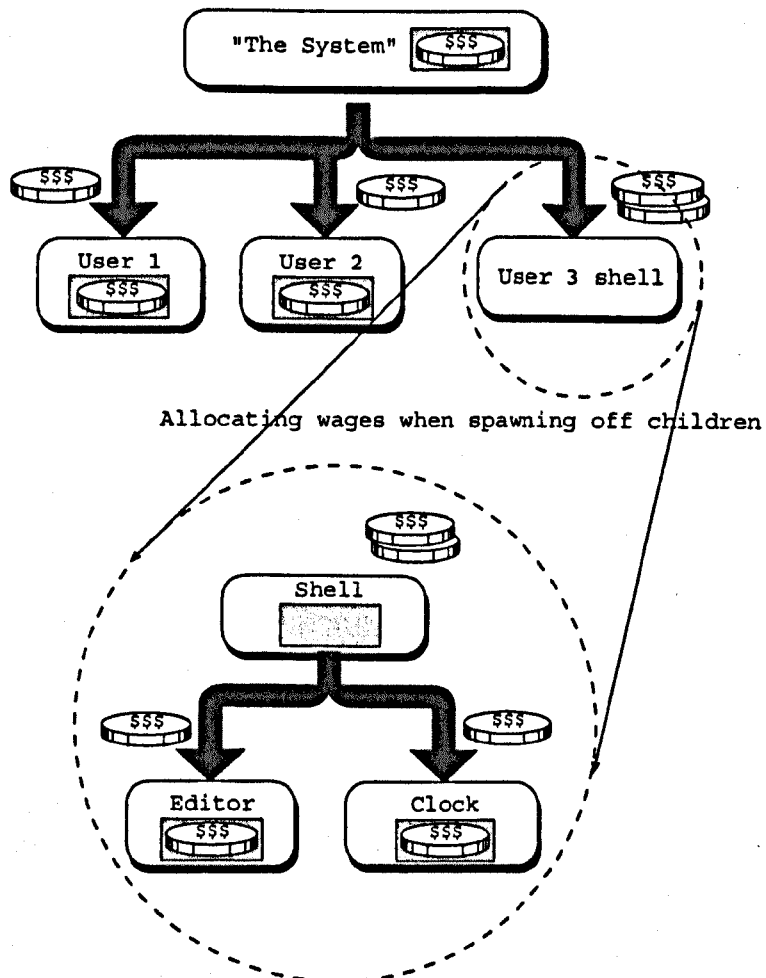 "The System" $$$
$$$
$$$
$$$
User 1
$$$
User 2
$$$
User 3 shell
Allocating wages when spawning off children
$$$
Shell
$$$
$$$
Editor
$$$
Clock
$$$